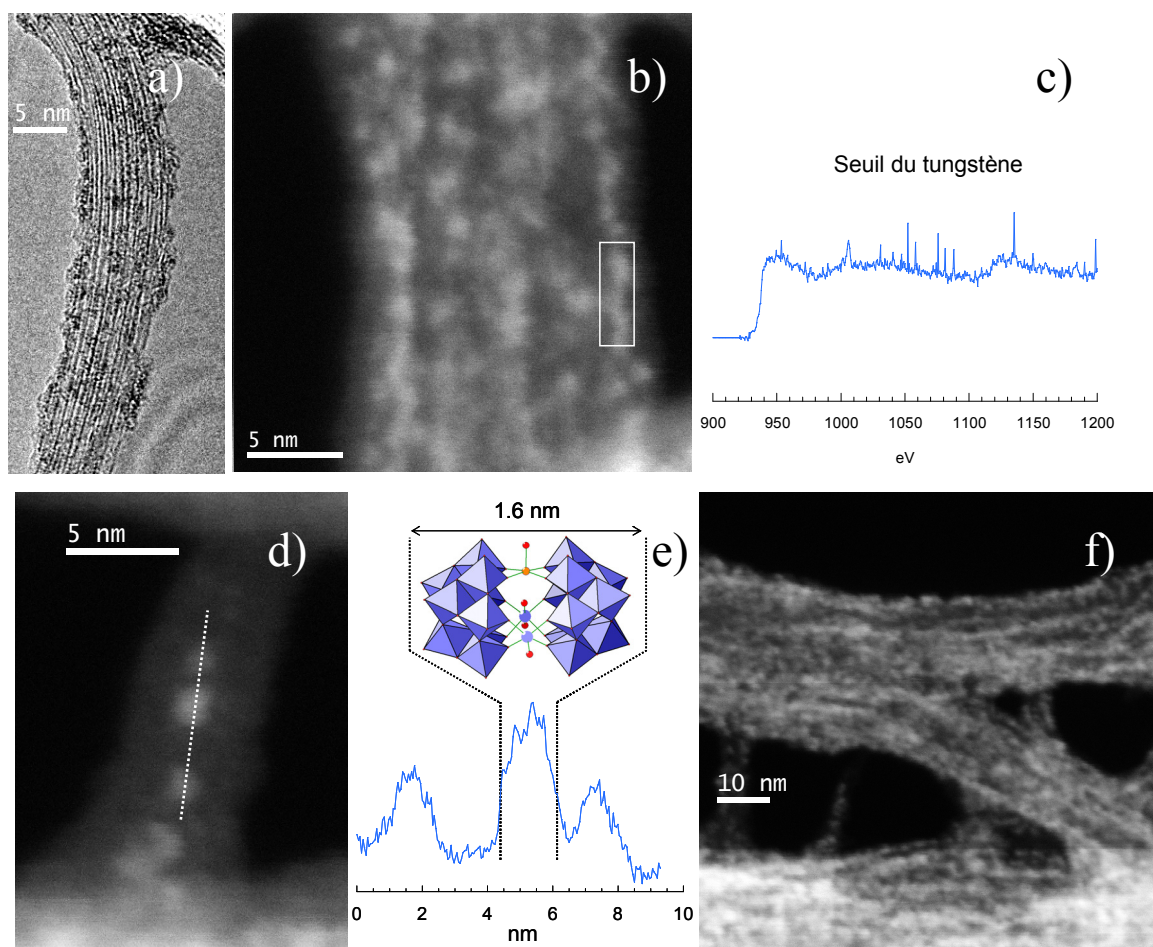 a)
5 nm
b)
5 nm
c)
Seuil du tungstène
900 950 1000 1050 1100 1150 1200
eV
d)
5 nm
e)
1.6 nm
0 2 4 6 8 10
nm
f)
10 nm